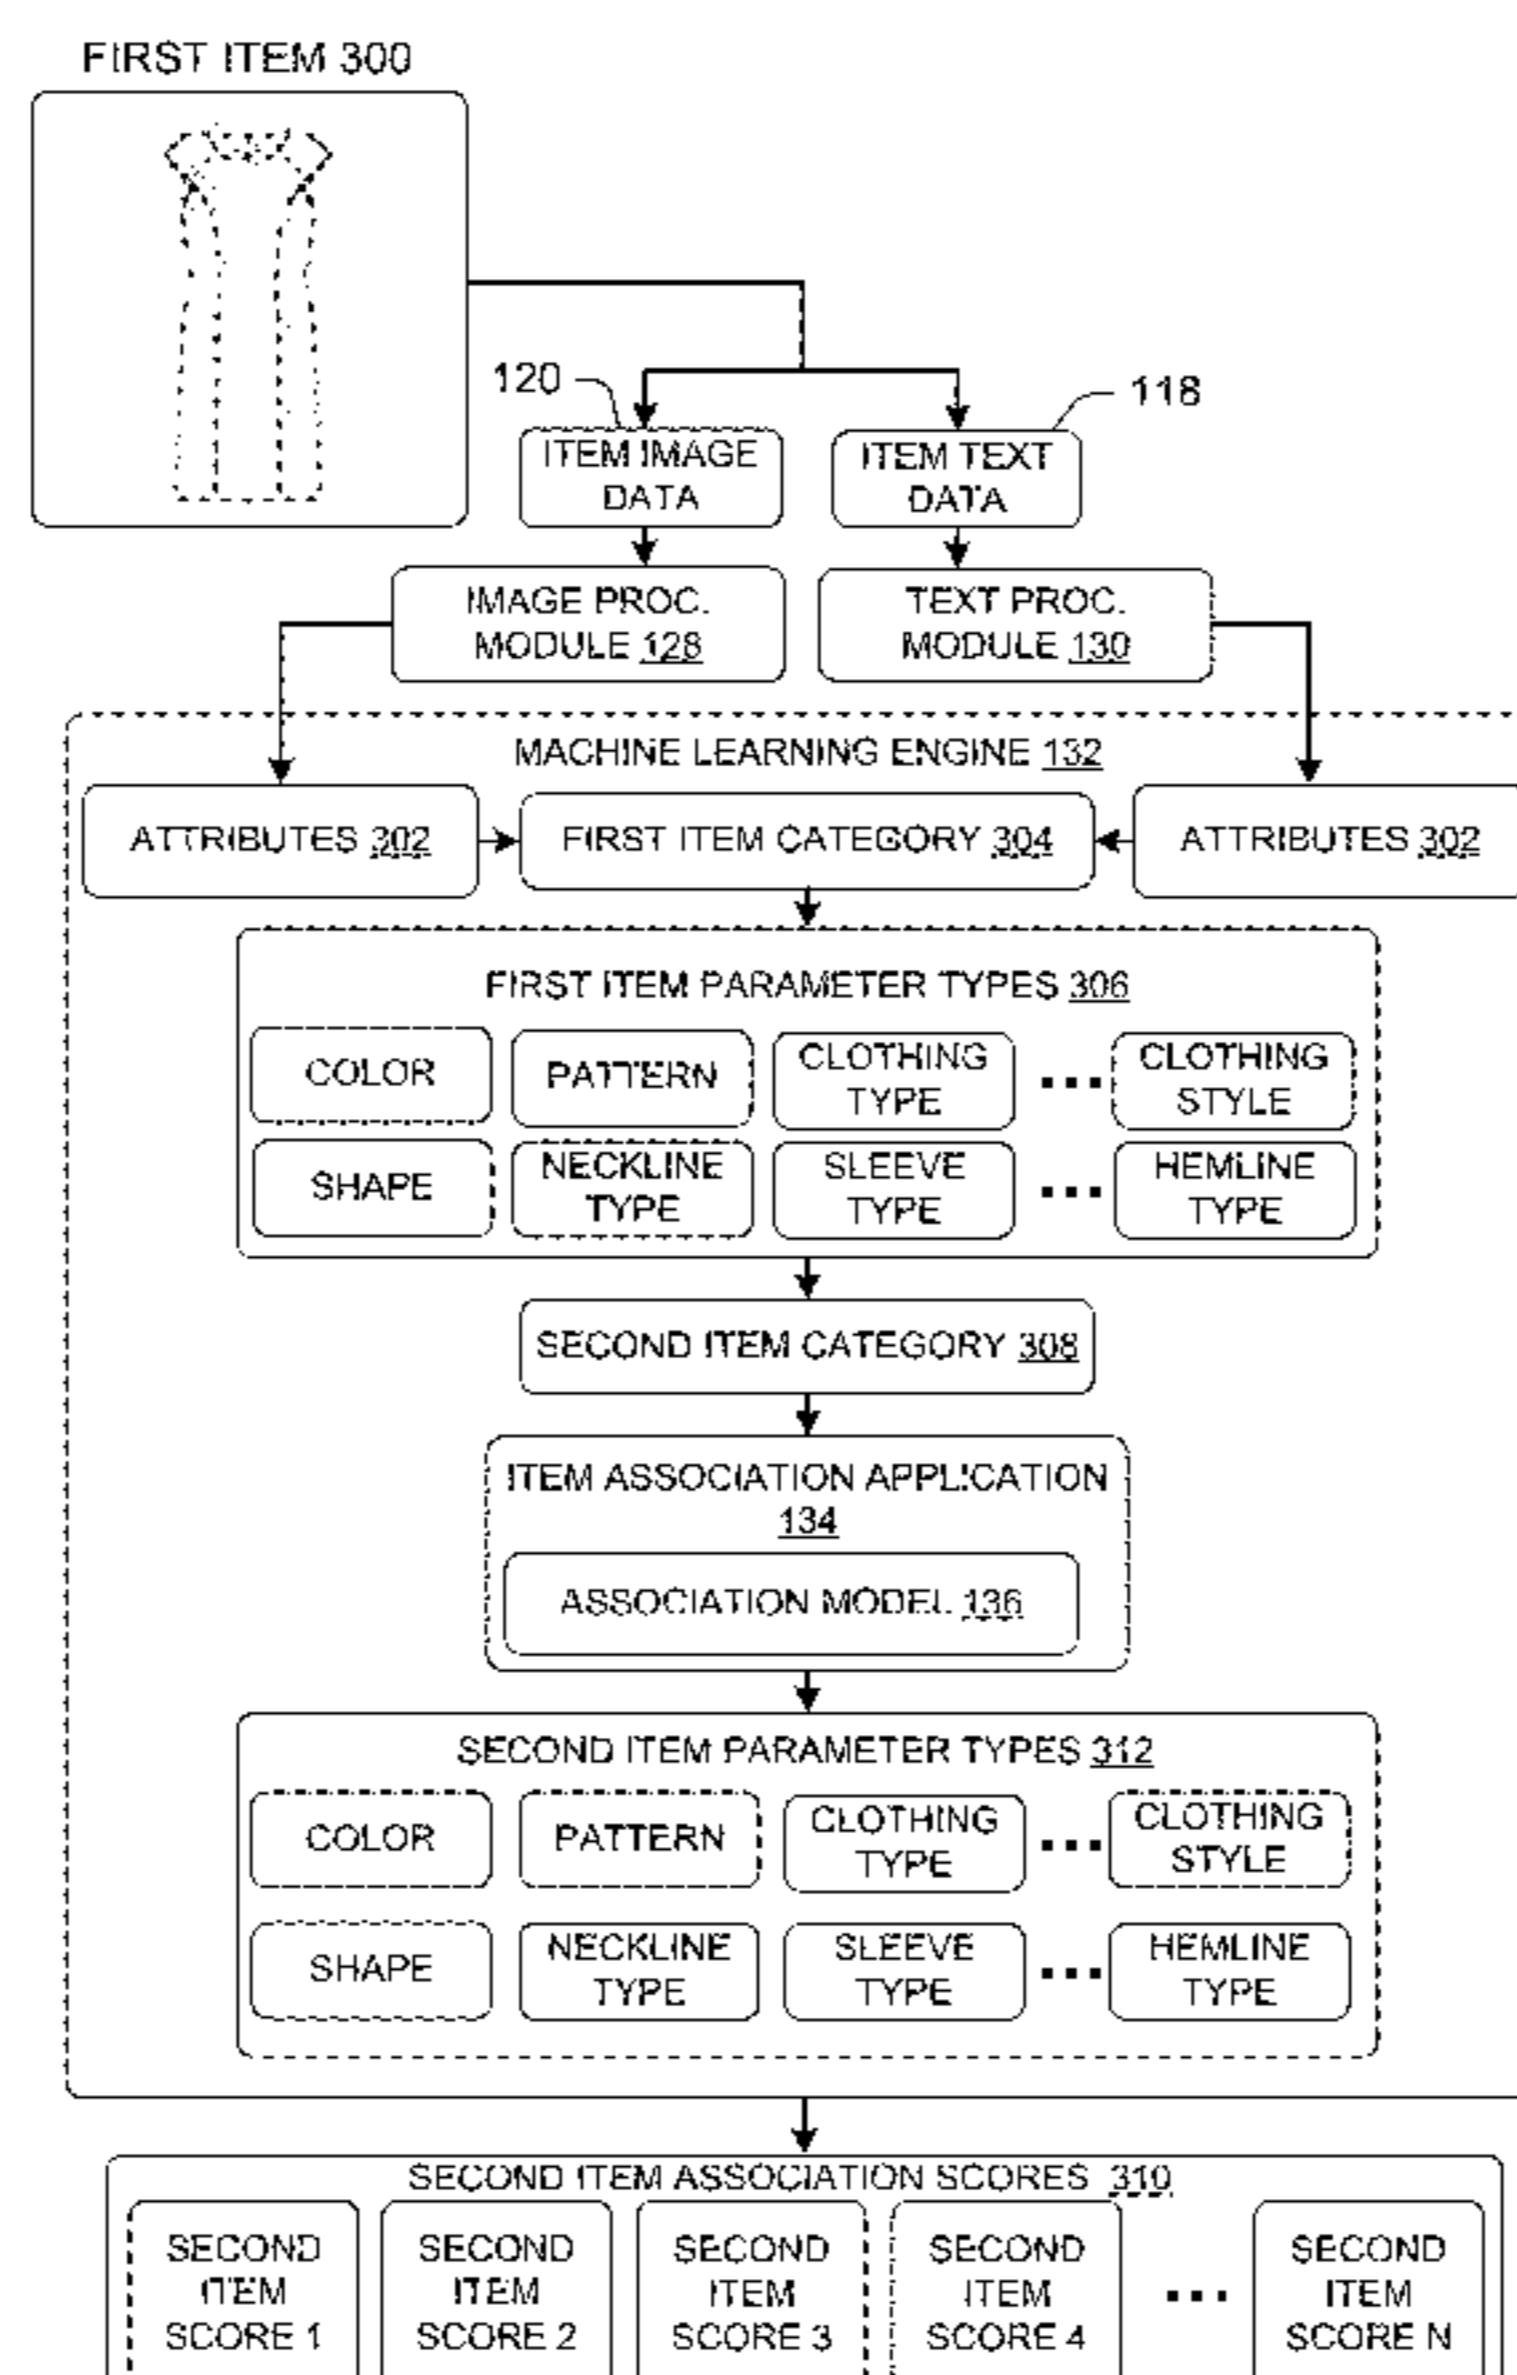 FIRST ITEM 300
120
118
ITEM IMAGE
DATA
ITEM TEXT
DATA
IMAGE PROC.
MODULE 128
TEXT PROC.
MODULE 130
MACHINE LEARNING ENGINE 132
ATTRIBUTES 302
FIRST ITEM CATEGORY 304
ATTRIBUTES 302
FIRST ITEM PARAMETER TYPES 306
COLOR
PATTERN
CLOTHING
TYPE
...
CLOTHING
STYLE
SHAPE
NECKLINE
TYPE
SLEEVE
TYPE
...
HEMLINE
TYPE
SECOND ITEM CATEGORY 308
ITEM ASSOCIATION APPLICATION
134
ASSOCIATION MODEL 136
SECOND ITEM PARAMETER TYPES 312
COLOR
PATTERN
CLOTHING
TYPE
...
CLOTHING
STYLE
SHAPE
NECKLINE
TYPE
SLEEVE
TYPE
...
HEMLINE
TYPE
SECOND ITEM ASSOCIATION SCORES 310
SECOND
ITEM
SCORE 1
SECOND
ITEM
SCORE 2
SECOND
ITEM
SCORE 3
SECOND
ITEM
SCORE 4
...
SECOND
ITEM
SCORE N